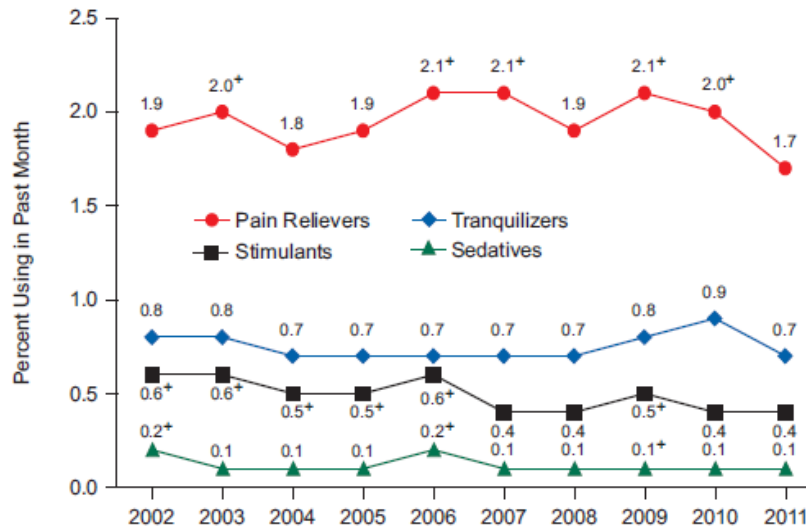 Percent Using in Past Month
2.5
2.0
1.5
1.0
0.5
0.0
1.9 2.0+ 1.8 1.9 2.1+ 2.1+ 1.9 2.1+ 2.0+ 1.7
Pain Relievers Tranquilizers
Stimulants Sedatives
0.8 0.8 0.7 0.7 0.7 0.7 0.7 0.8 0.9 0.7
0.6+ 0.6+ 0.5+ 0.5+ 0.6+ 0.4 0.4 0.5+ 0.4 0.4
0.2+ 0.1 0.1 0.1 0.2+ 0.1 0.1 0.1+ 0.1 0.1
2002 2003 2004 2005 2006 2007 2008 2009 2010 2011